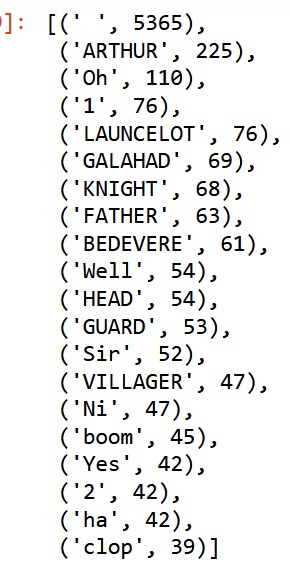 ]: [(' ', 5365),
('ARTHUR', 225),
('Oh', 110),
('1', 76),
('LAUNCELOT', 76),
('GALAHAD', 69),
('KNIGHT', 68),
('FATHER', 63),
('BEDEVERE', 61),
('Well', 54),
('HEAD', 54),
('GUARD', 53),
('Sir', 52),
('VILLAGER', 47),
('Ni', 47),
('boom', 45),
('Yes', 42),
('2', 42),
('ha', 42),
('clop', 39)]